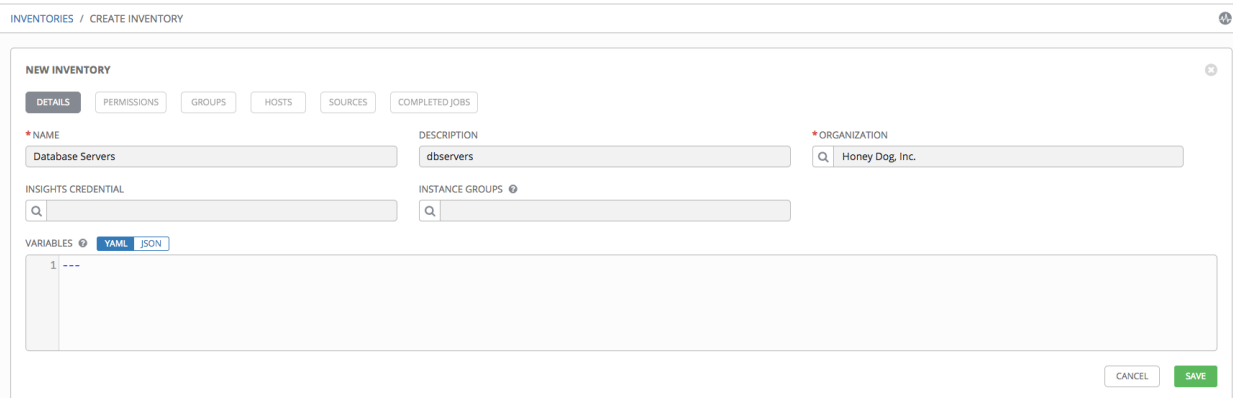 INVENTORIES / CREATE INVENTORY
NEW INVENTORY
DETAILS PERMISSIONS GROUPS HOSTS SOURCES COMPLETED JOBS
* NAME DESCRIPTION * ORGANIZATION
Database Servers dbservers Honey Dog, Inc.
INSIGHTS CREDENTIAL INSTANCE GROUPS ?
VARIABLES ? YAML JSON
1 ---
CANCEL SAVE